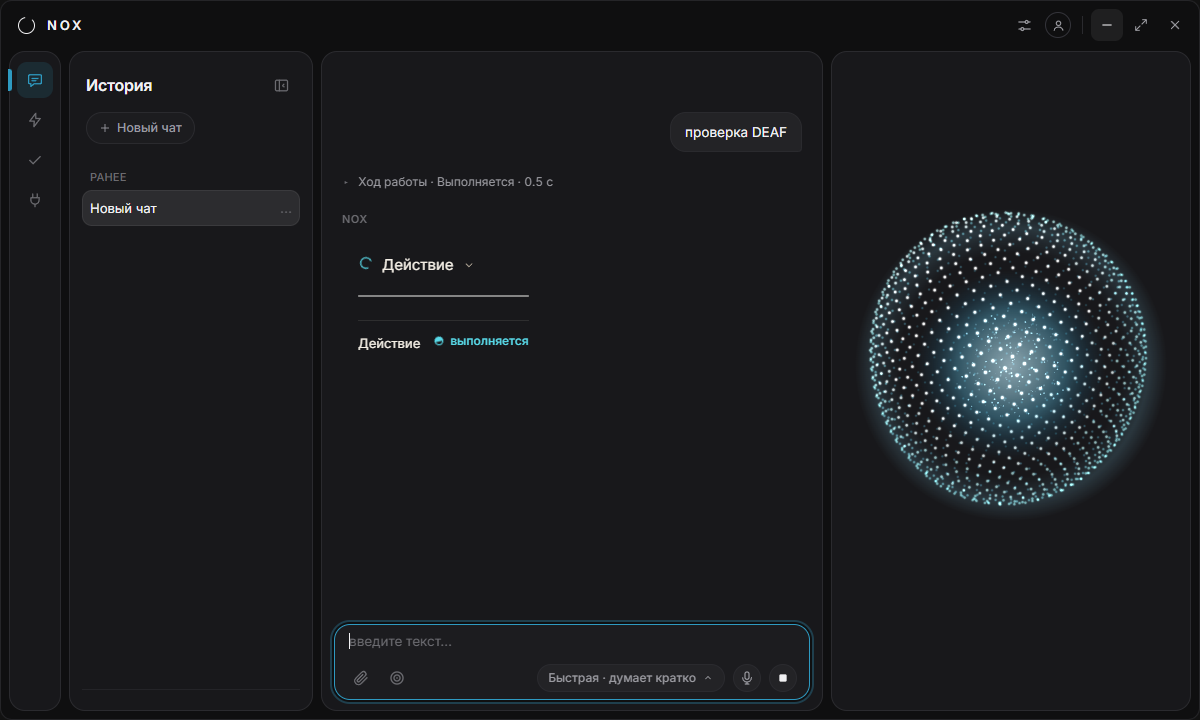 NOX
История
+ Новый чат
РАНЕЕ
Новый чат ...
проверка DEAF
Ход работы · Выполняется · 0.5 с
NOX
Действие
Действие выполняется
введите текст...
Быстрая · думает кратко